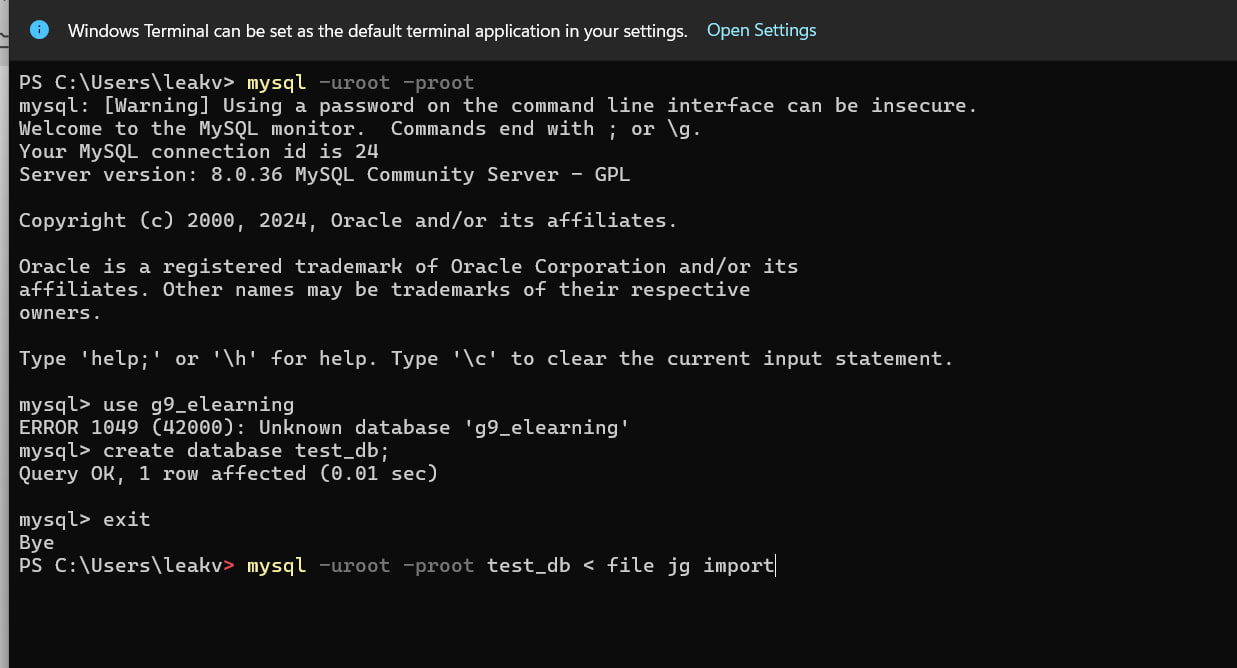 Windows Terminal can be set as the default terminal application in your settings. Open Settings
PS C:\Users\leakv> mysql -uroot -proot
mysql: [Warning] Using a password on the command line interface can be insecure.
Welcome to the MySQL monitor.  Commands end with ; or \g.
Your MySQL connection id is 24
Server version: 8.0.36 MySQL Community Server - GPL

Copyright (c) 2000, 2024, Oracle and/or its affiliates.

Oracle is a registered trademark of Oracle Corporation and/or its
affiliates. Other names may be trademarks of their respective
owners.

Type 'help;' or '\h' for help. Type '\c' to clear the current input statement.

mysql> use g9_elearning
ERROR 1049 (42000): Unknown database 'g9_elearning'
mysql> create database test_db;
Query OK, 1 row affected (0.01 sec)

mysql> exit
Bye
PS C:\Users\leakv> mysql -uroot -proot test_db < file jg import